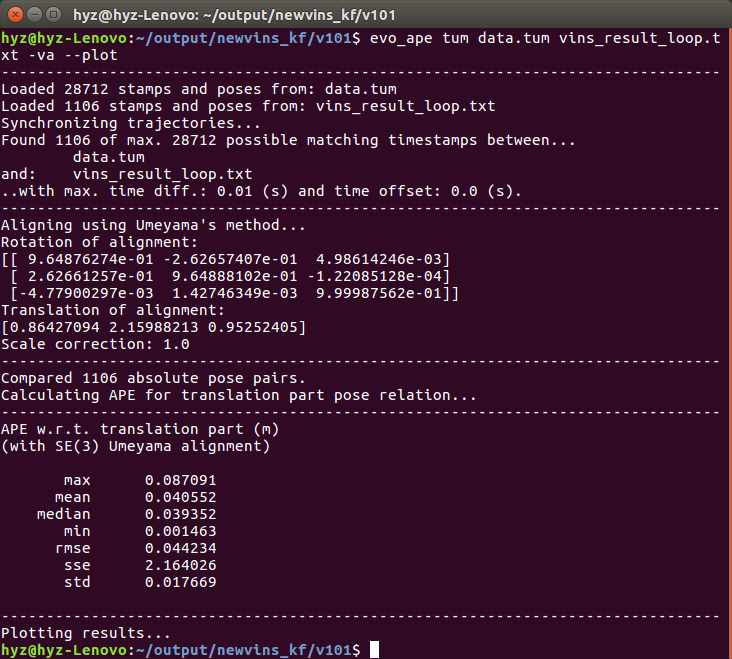 hyz@hyz-Lenovo: ~/output/newvins_kf/v101
hyz@hyz-Lenovo:~/output/newvins_kf/v101$ evo_ape tum data.tum vins_result_loop.t
xt -va --plot
--------------------------------------------------------------------------------
Loaded 28712 stamps and poses from: data.tum
Loaded 1106 stamps and poses from: vins_result_loop.txt
Synchronizing trajectories...
Found 1106 of max. 28712 possible matching timestamps between...
        data.tum
and:    vins_result_loop.txt
..with max. time diff.: 0.01 (s) and time offset: 0.0 (s).
--------------------------------------------------------------------------------
Aligning using Umeyama's method...
Rotation of alignment:
[[ 9.64876274e-01 -2.62657407e-01  4.98614246e-03]
 [ 2.62661257e-01  9.64888102e-01 -1.22085128e-04]
 [-4.77900297e-03  1.42746349e-03  9.99987562e-01]]
Translation of alignment:
[0.86427094 2.15988213 0.95252405]
Scale correction: 1.0
--------------------------------------------------------------------------------
Compared 1106 absolute pose pairs.
Calculating APE for translation part pose relation...
--------------------------------------------------------------------------------
APE w.r.t. translation part (m)
(with SE(3) Umeyama alignment)
       max      0.087091
      mean      0.040552
    median      0.039352
       min      0.001463
      rmse      0.044234
       sse      2.164026
       std      0.017669
--------------------------------------------------------------------------------
Plotting results...
hyz@hyz-Lenovo:~/output/newvins_kf/v101$